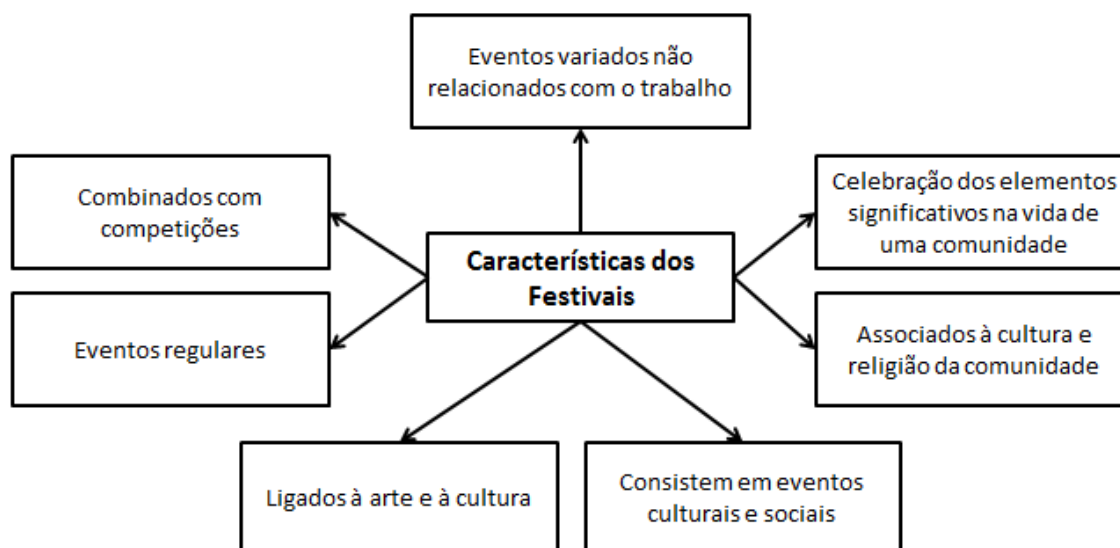 Eventos variados não
relacionados com o trabalho
Combinados com
competições
Celebração dos elementos
significativos na vida de
uma comunidade
Características dos
Festivais
Eventos regulares
Associados à cultura e
religião da comunidade
Ligados à arte e à cultura
Consistem em eventos
culturais e sociais